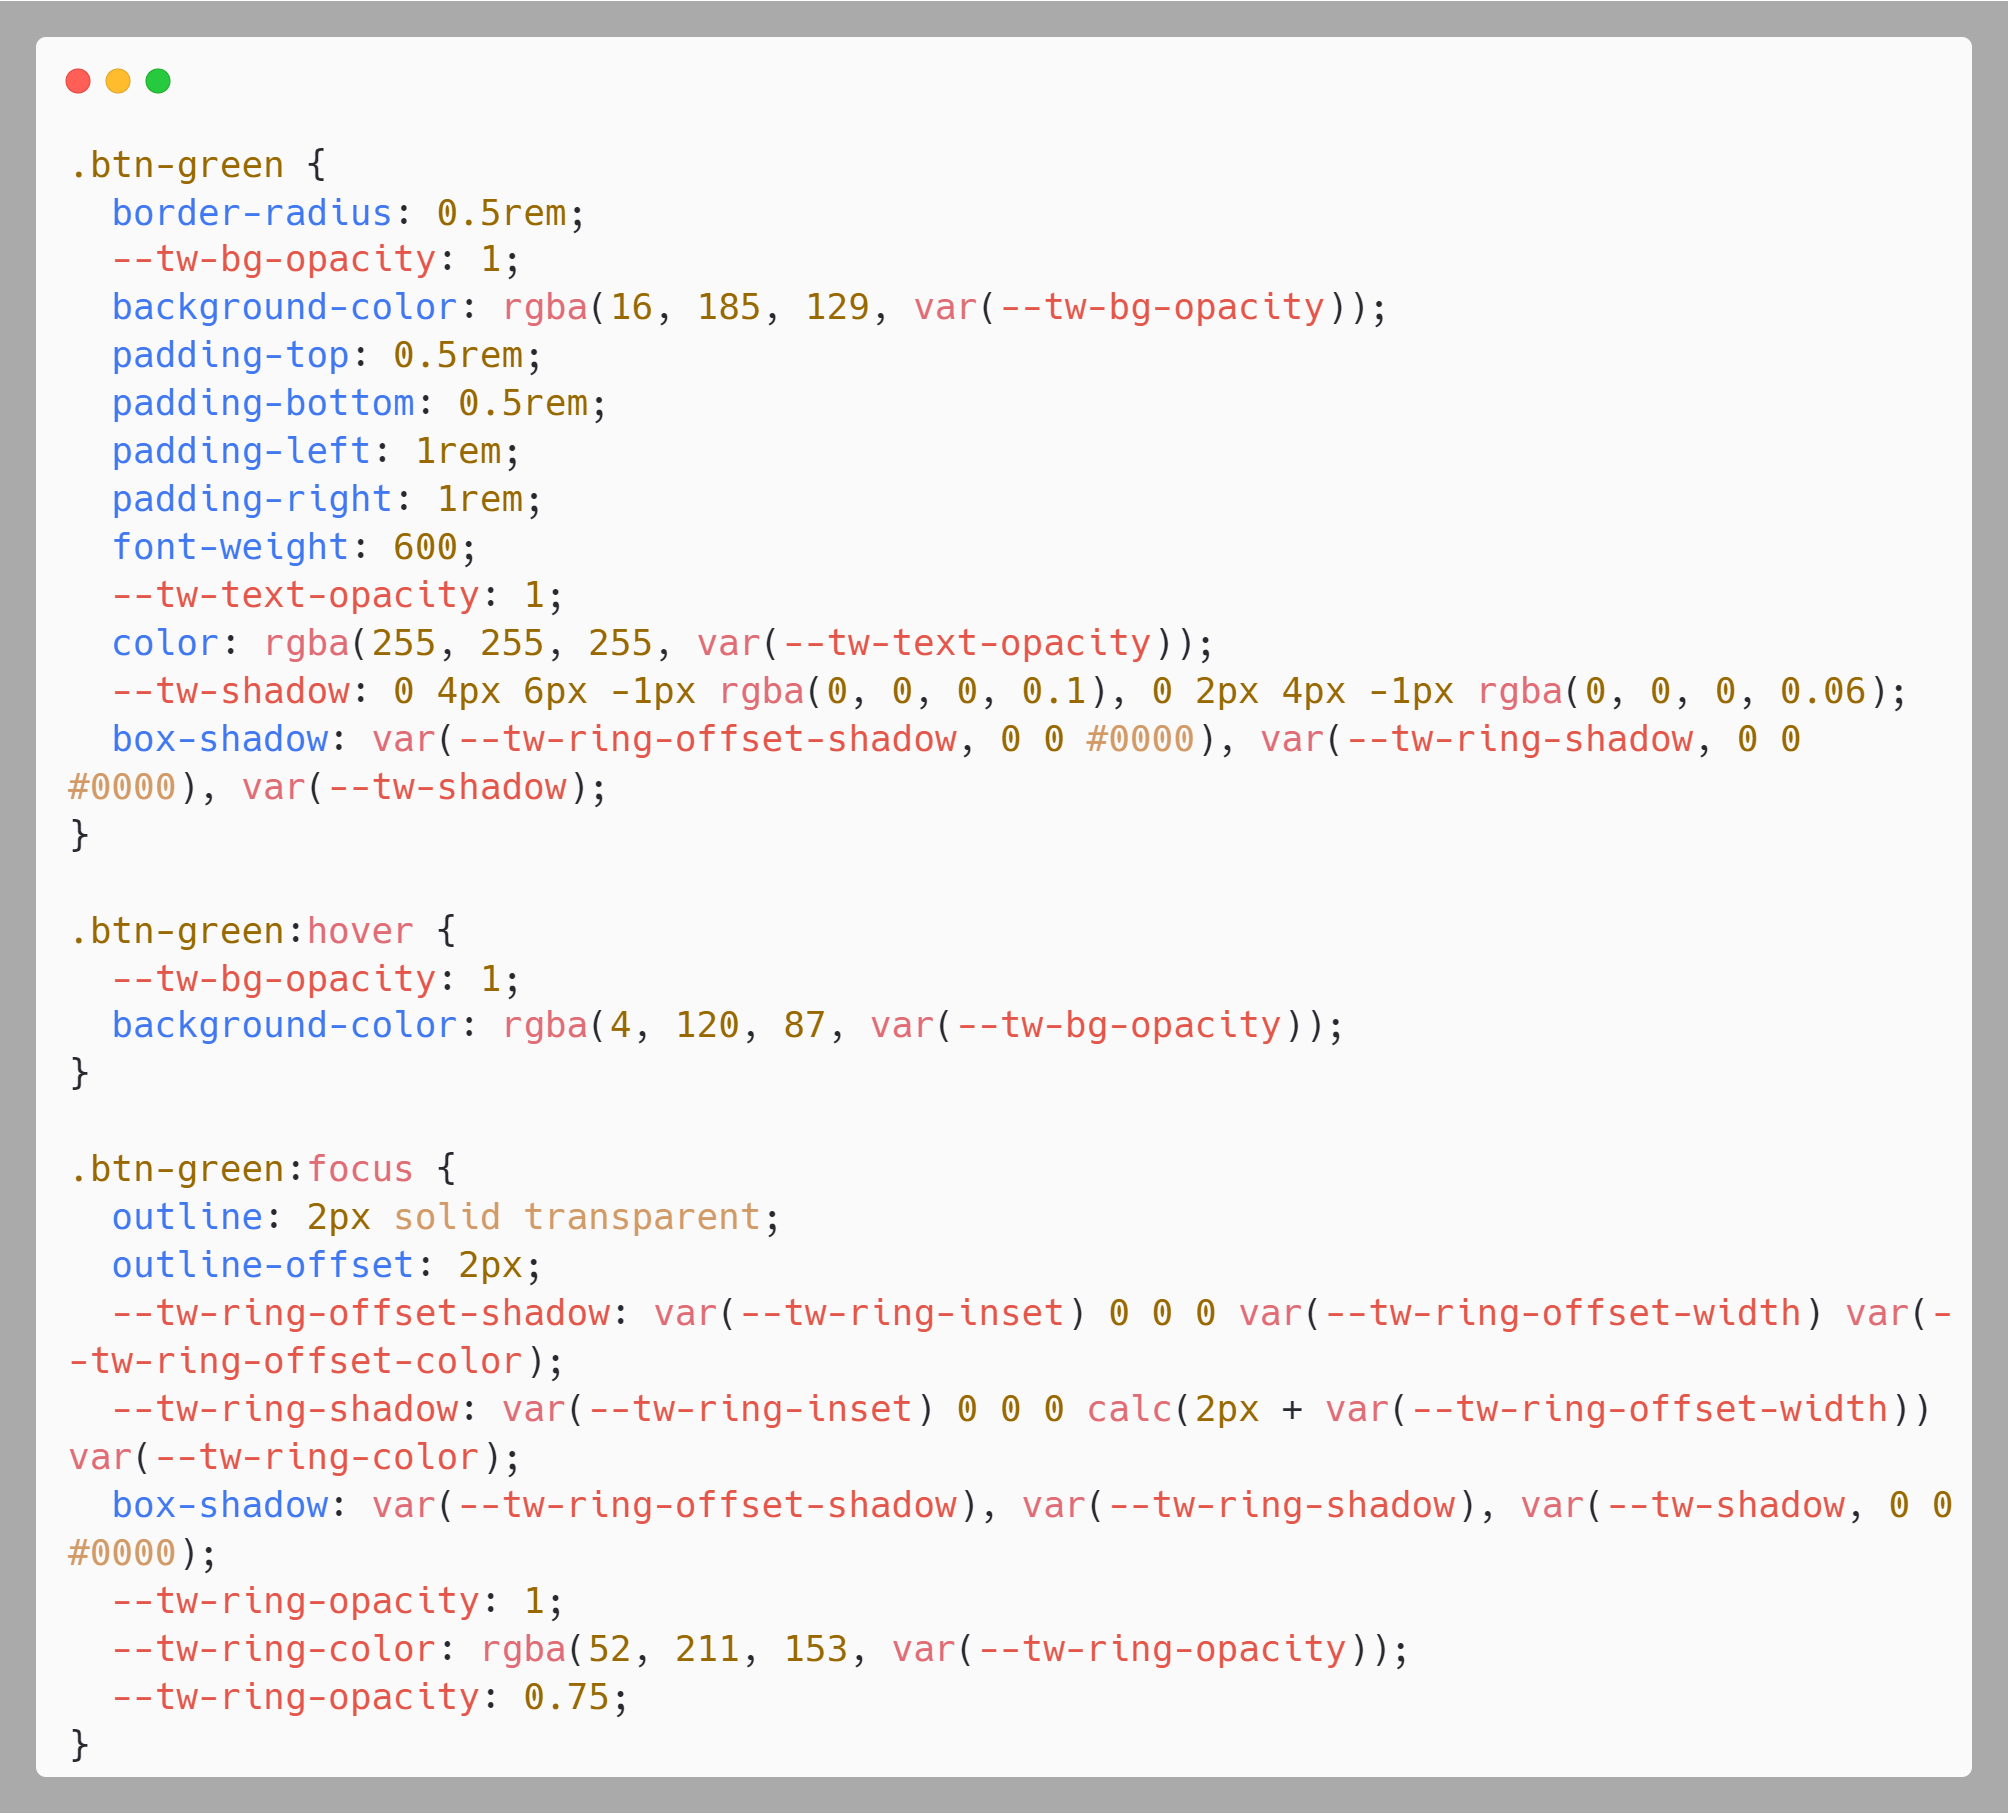 .btn-green {
  border-radius: 0.5rem;
  --tw-bg-opacity: 1;
  background-color: rgba(16, 185, 129, var(--tw-bg-opacity));
  padding-top: 0.5rem;
  padding-bottom: 0.5rem;
  padding-left: 1rem;
  padding-right: 1rem;
  font-weight: 600;
  --tw-text-opacity: 1;
  color: rgba(255, 255, 255, var(--tw-text-opacity));
  --tw-shadow: 0 4px 6px -1px rgba(0, 0, 0, 0.1), 0 2px 4px -1px rgba(0, 0, 0, 0.06);
  box-shadow: var(--tw-ring-offset-shadow, 0 0 #0000), var(--tw-ring-shadow, 0 0
#0000), var(--tw-shadow);
}

.btn-green:hover {
  --tw-bg-opacity: 1;
  background-color: rgba(4, 120, 87, var(--tw-bg-opacity));
}

.btn-green:focus {
  outline: 2px solid transparent;
  outline-offset: 2px;
  --tw-ring-offset-shadow: var(--tw-ring-inset) 0 0 0 var(--tw-ring-offset-width) var(-
-tw-ring-offset-color);
  --tw-ring-shadow: var(--tw-ring-inset) 0 0 0 calc(2px + var(--tw-ring-offset-width))
var(--tw-ring-color);
  box-shadow: var(--tw-ring-offset-shadow), var(--tw-ring-shadow), var(--tw-shadow, 0 0
#0000);
  --tw-ring-opacity: 1;
  --tw-ring-color: rgba(52, 211, 153, var(--tw-ring-opacity));
  --tw-ring-opacity: 0.75;
}